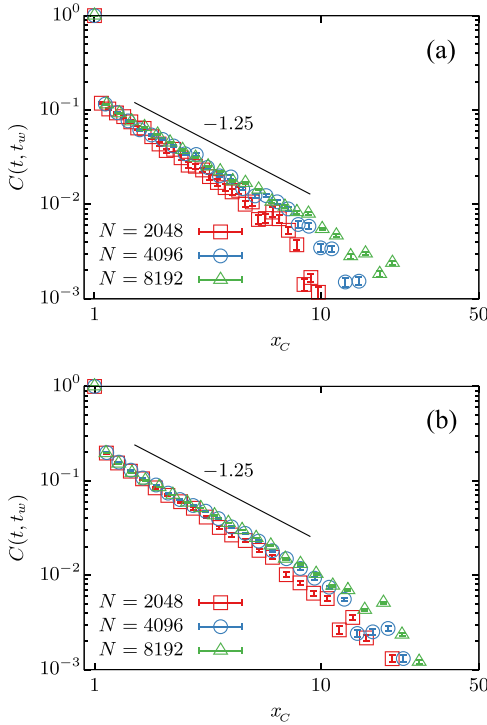 10^0
(a)
10^{-1}
−1.25
C(t, t_w)
10^{-2}
N = 2048
N = 4096
N = 8192
10^{-3}
1
10
50
x_C
10^0
(b)
10^{-1}
−1.25
C(t, t_w)
10^{-2}
N = 2048
N = 4096
N = 8192
10^{-3}
1
10
50
x_C